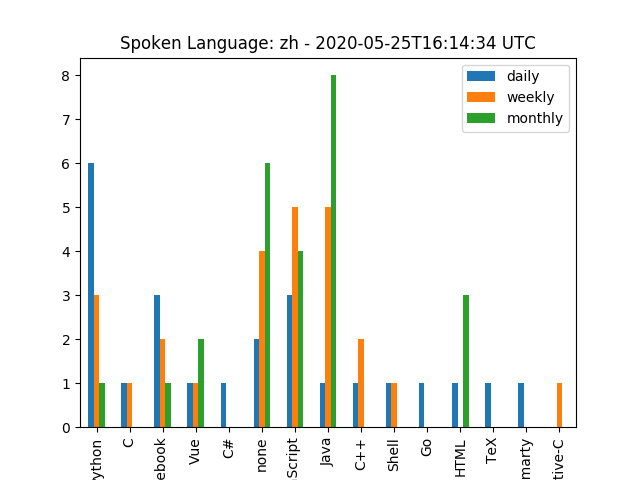 Spoken Language: zh - 2020-05-25T16:14:34 UTC
daily
weekly
monthly
8
7
6
5
4
3
2
1
0
ython
C
ebook
Vue
C#
none
Script
Java
C++
Shell
Go
HTML
TeX
marty
tive-C